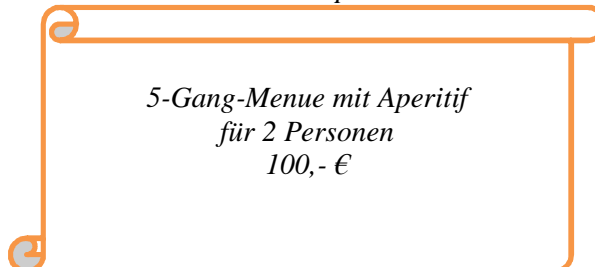 5-Gang-Menue mit Aperitif
für 2 Personen
100,- €